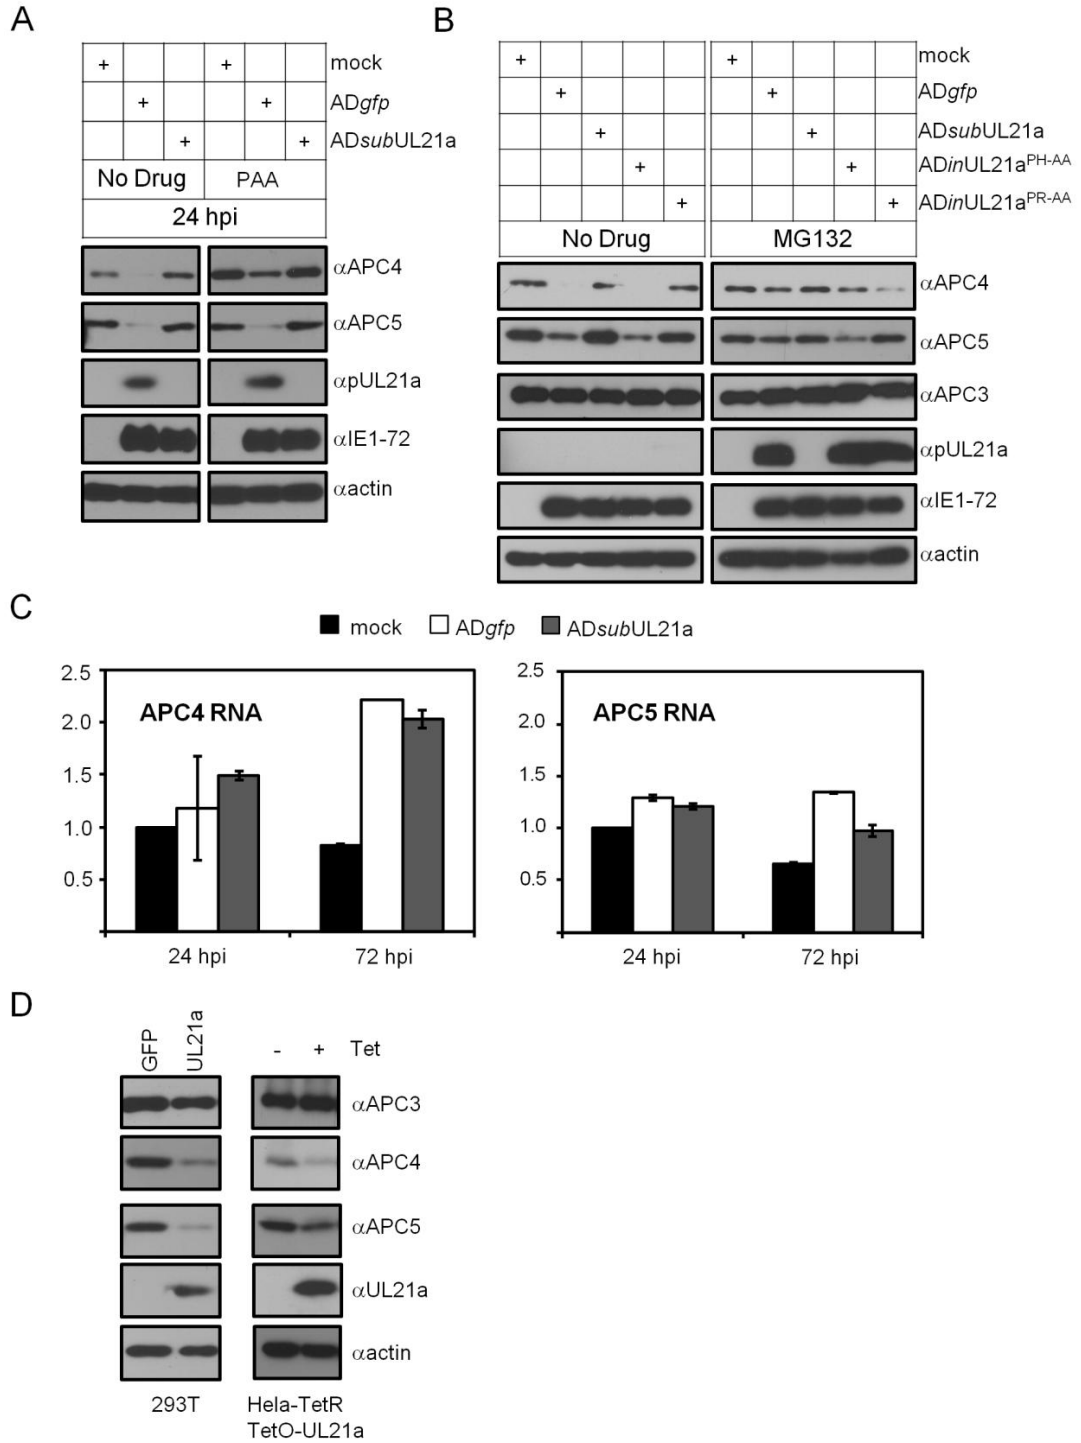 A
+ + mock
+ + ADgfp
+ + ADsubUL21a
No Drug PAA
24 hpi
αAPC4
αAPC5
αpUL21a
αIE1-72
αactin
B
+ + mock
+ + ADgfp
+ + ADsubUL21a
+ + ADinUL21aPH-AA
+ + ADinUL21aPR-AA
No Drug MG132
αAPC4
αAPC5
αAPC3
αpUL21a
αIE1-72
αactin
C
mock ADgfp ADsubUL21a
2.5
2.0
1.5
1.0
0.5
APC4 RNA
24 hpi 72 hpi
2.5
2.0
1.5
1.0
0.5
APC5 RNA
24 hpi 72 hpi
D
GFP UL21a
- + Tet
αAPC3
αAPC4
αAPC5
αUL21a
αactin
293T
Hela-TetR
TetO-UL21a